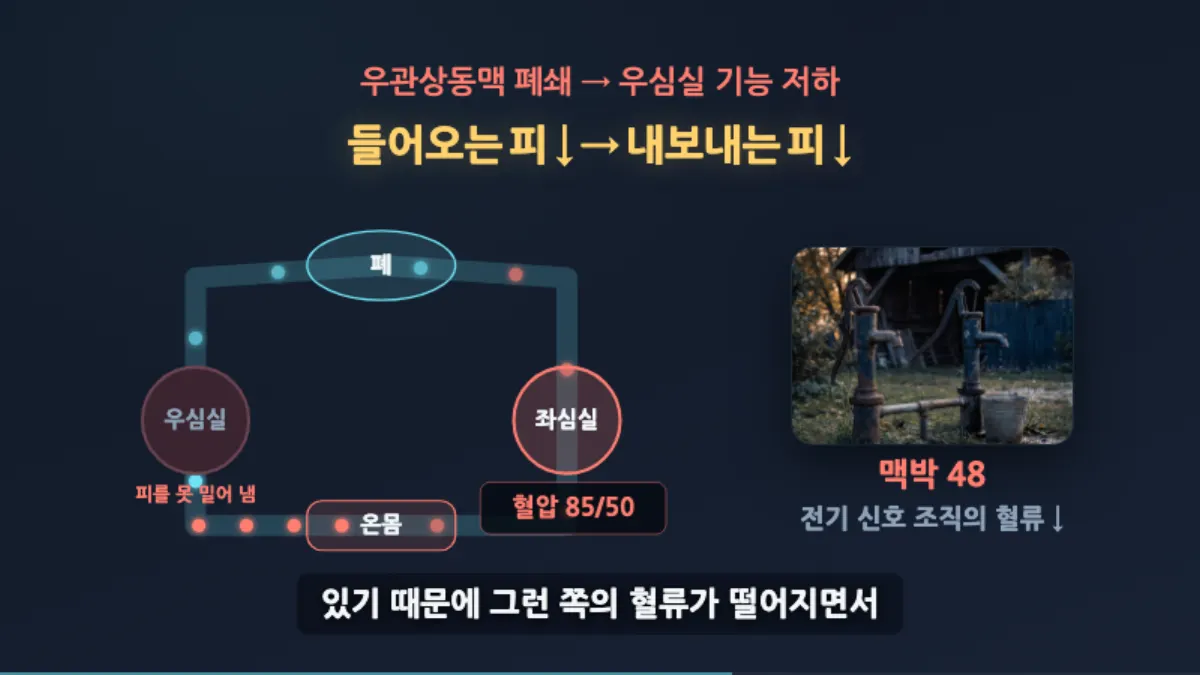 우관상동맥 폐쇄 → 우심실 기능 저하
들어오는 피↓→내보내는 피↓
폐
우심실
좌심실
피를 못 밀어 냄
온몸
혈압 85/50
맥박 48
전기 신호 조직의 혈류↓
있기 때문에 그런 쪽의 혈류가 떨어지면서